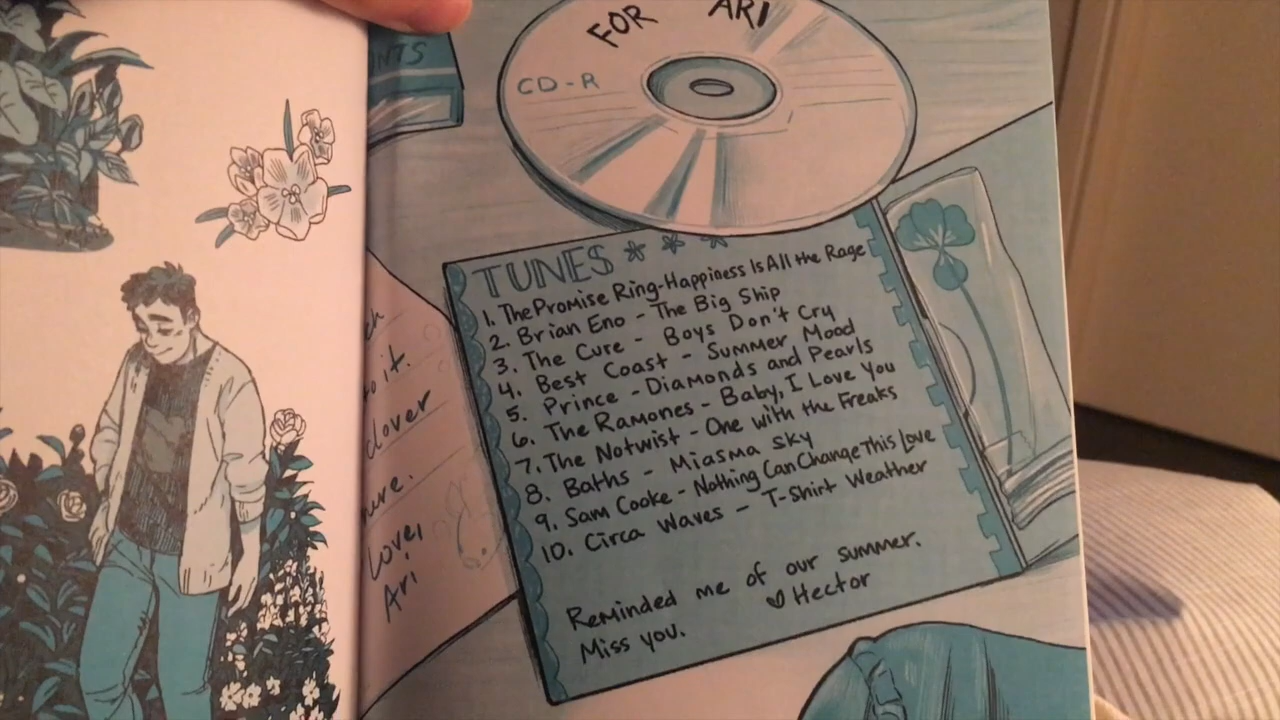 FOR ARI
CD-R
TUNES
1. The Promise Ring-Happiness Is All the Rage
2. Brian Eno - The Big Ship
3. The Cure - Boys Don't Cry
4. Best Coast - Summer Mood
5. Prince - Diamonds and Pearls
6. The Ramones - Baby, I Love You
7. The Notwist - One with the Freaks
8. Baths - Miasma Sky
9. Sam Cooke - Nothing Can Change This Love
10. Circa Waves - T-Shirt Weather
Reminded me of our summer.
Miss you. ♡ Hector
to it.
clover
Love,
Ari